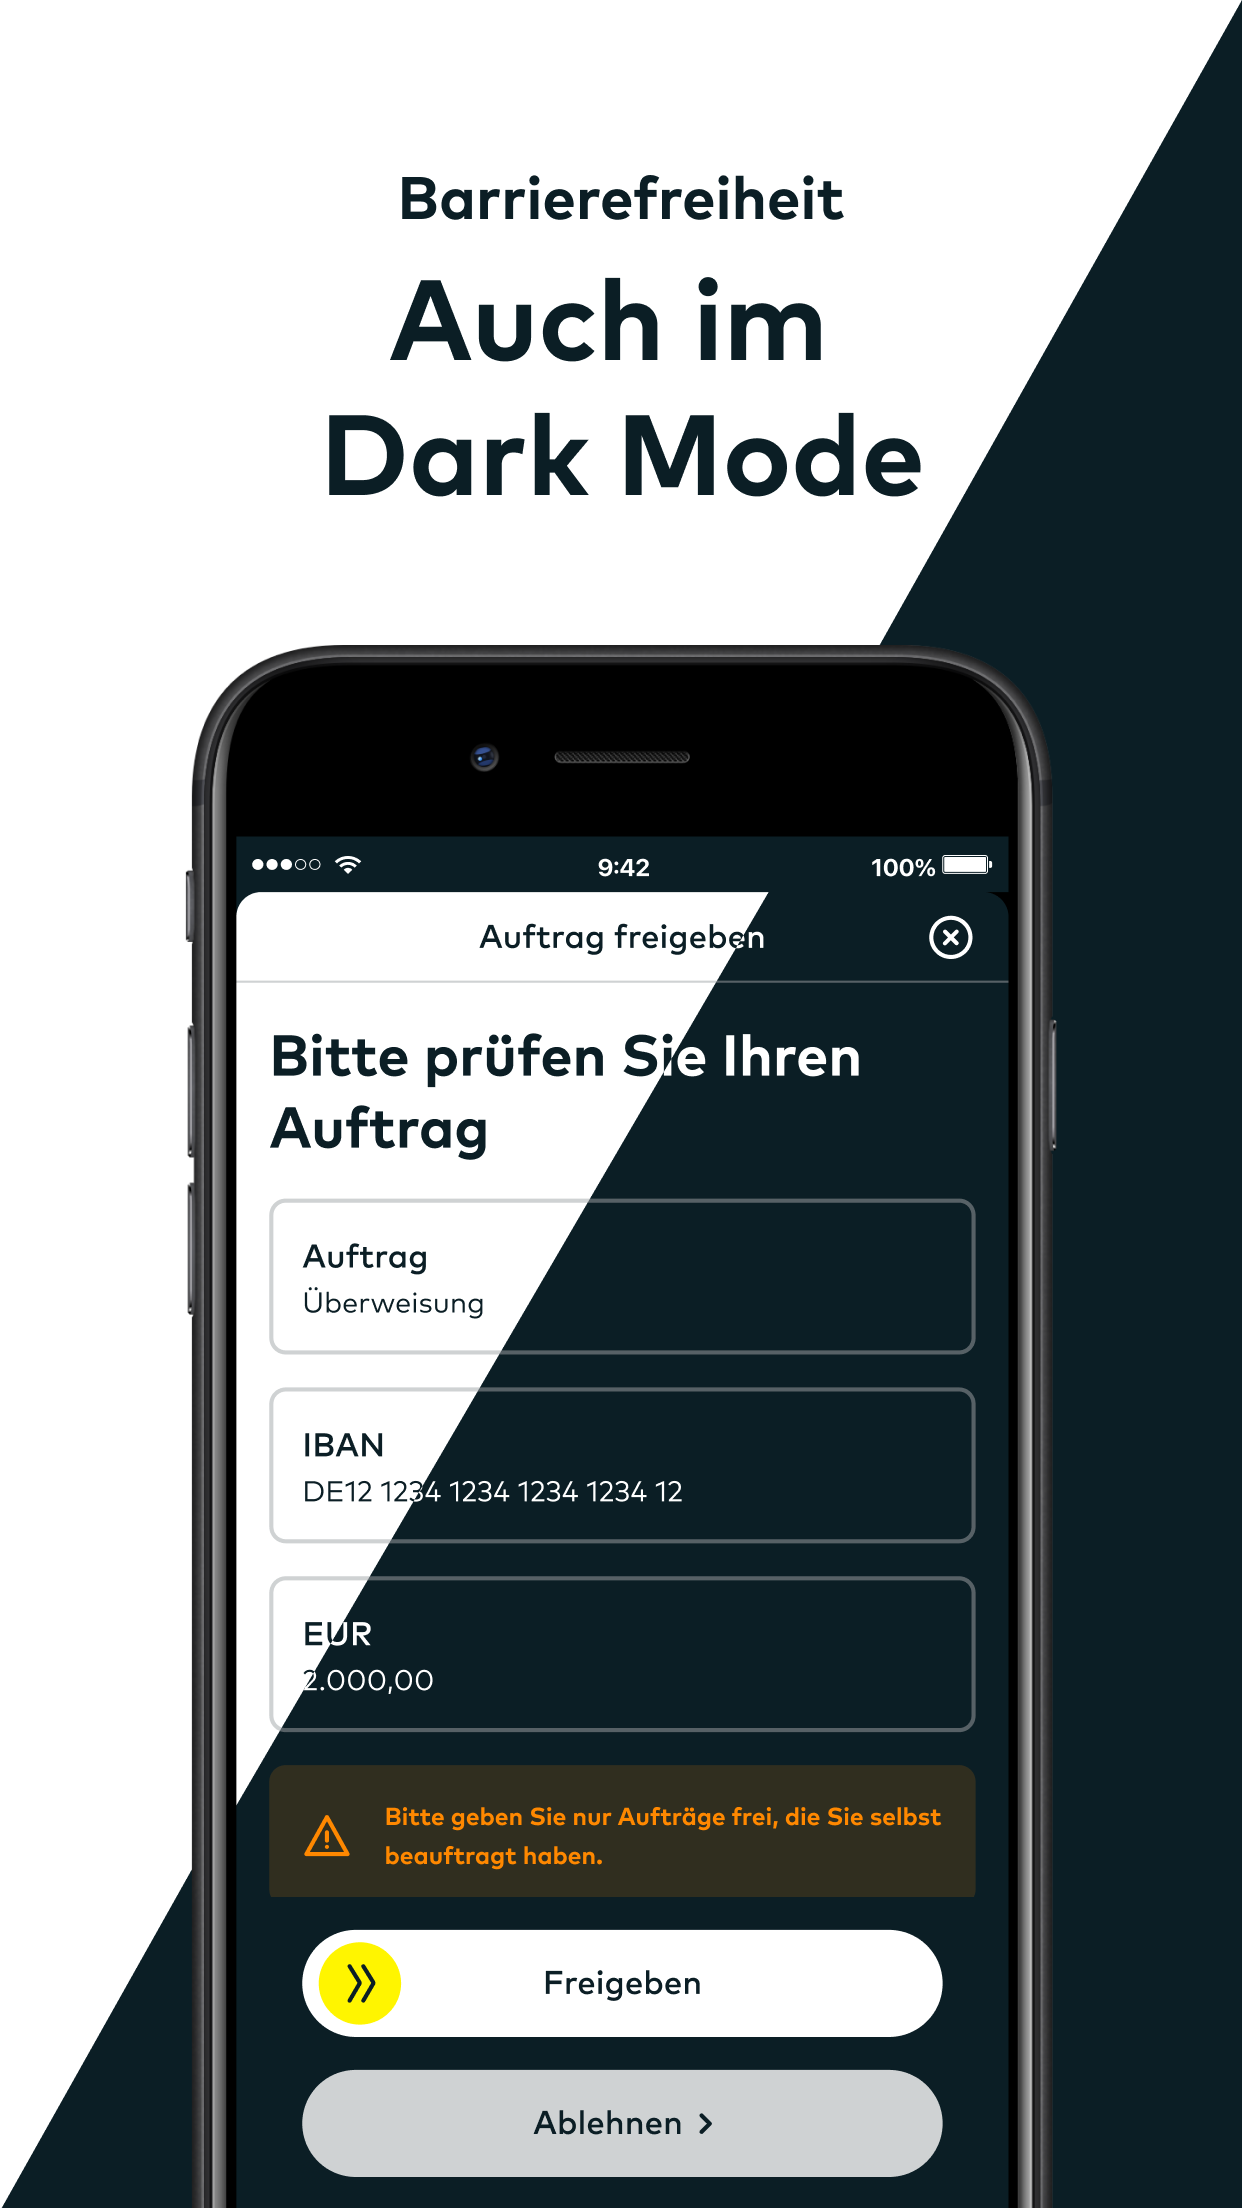 Barrierefreiheit
Auch im
Dark Mode
9:42
100%
Auftrag freigeben
Bitte prüfen Sie Ihren
Auftrag
Auftrag
Überweisung
IBAN
DE12 1234 1234 1234 1234 12
EUR
2.000,00
Bitte geben Sie nur Aufträge frei, die Sie selbst
beauftragt haben.
Freigeben
Ablehnen